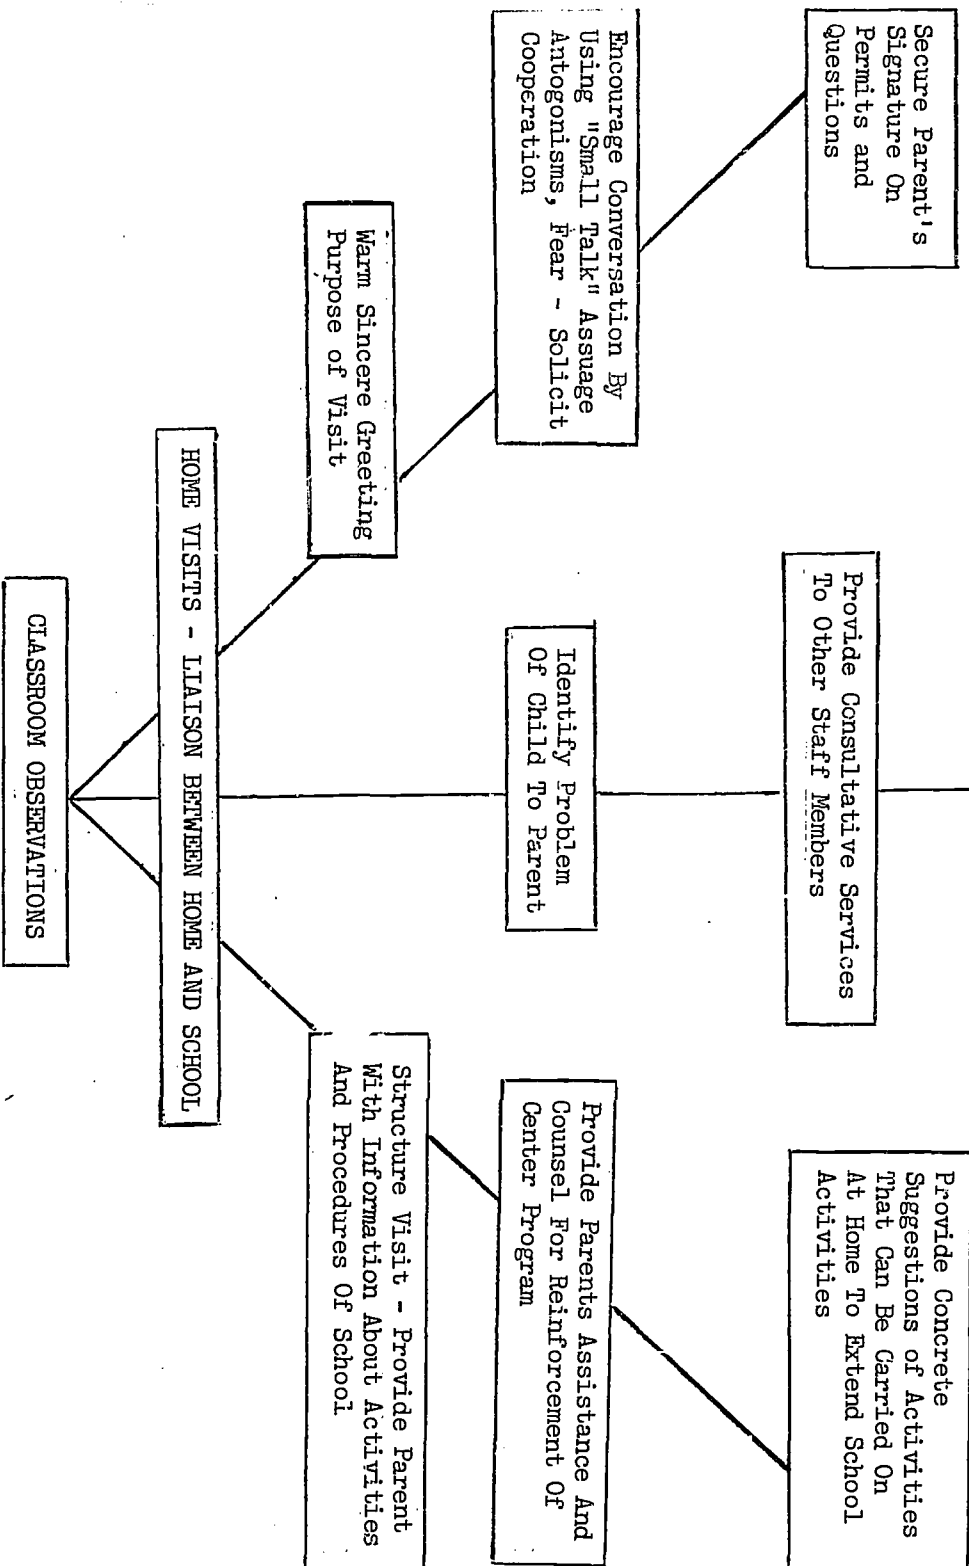 Secure Parent's
Signature On
Permits and
Questions
Provide Consultative Services
To Other Staff Members
Provide Concrete
Suggestions of Activities
That Can Be Carried On
At Home To Extend School
Activities
Encourage Conversation By
Using "Small Talk" Assuage
Antogonisms, Fear - Solicit
Cooperation
Identify Problem
Of Child To Parent
Provide Parents Assistance And
Counsel For Reinforcement Of
Center Program
Warm Sincere Greeting
Purpose of Visit
Structure Visit - Provide Parent
With Information About Activities
And Procedures Of School
HOME VISITS - LIAISON BETWEEN HOME AND SCHOOL
CLASSROOM OBSERVATIONS